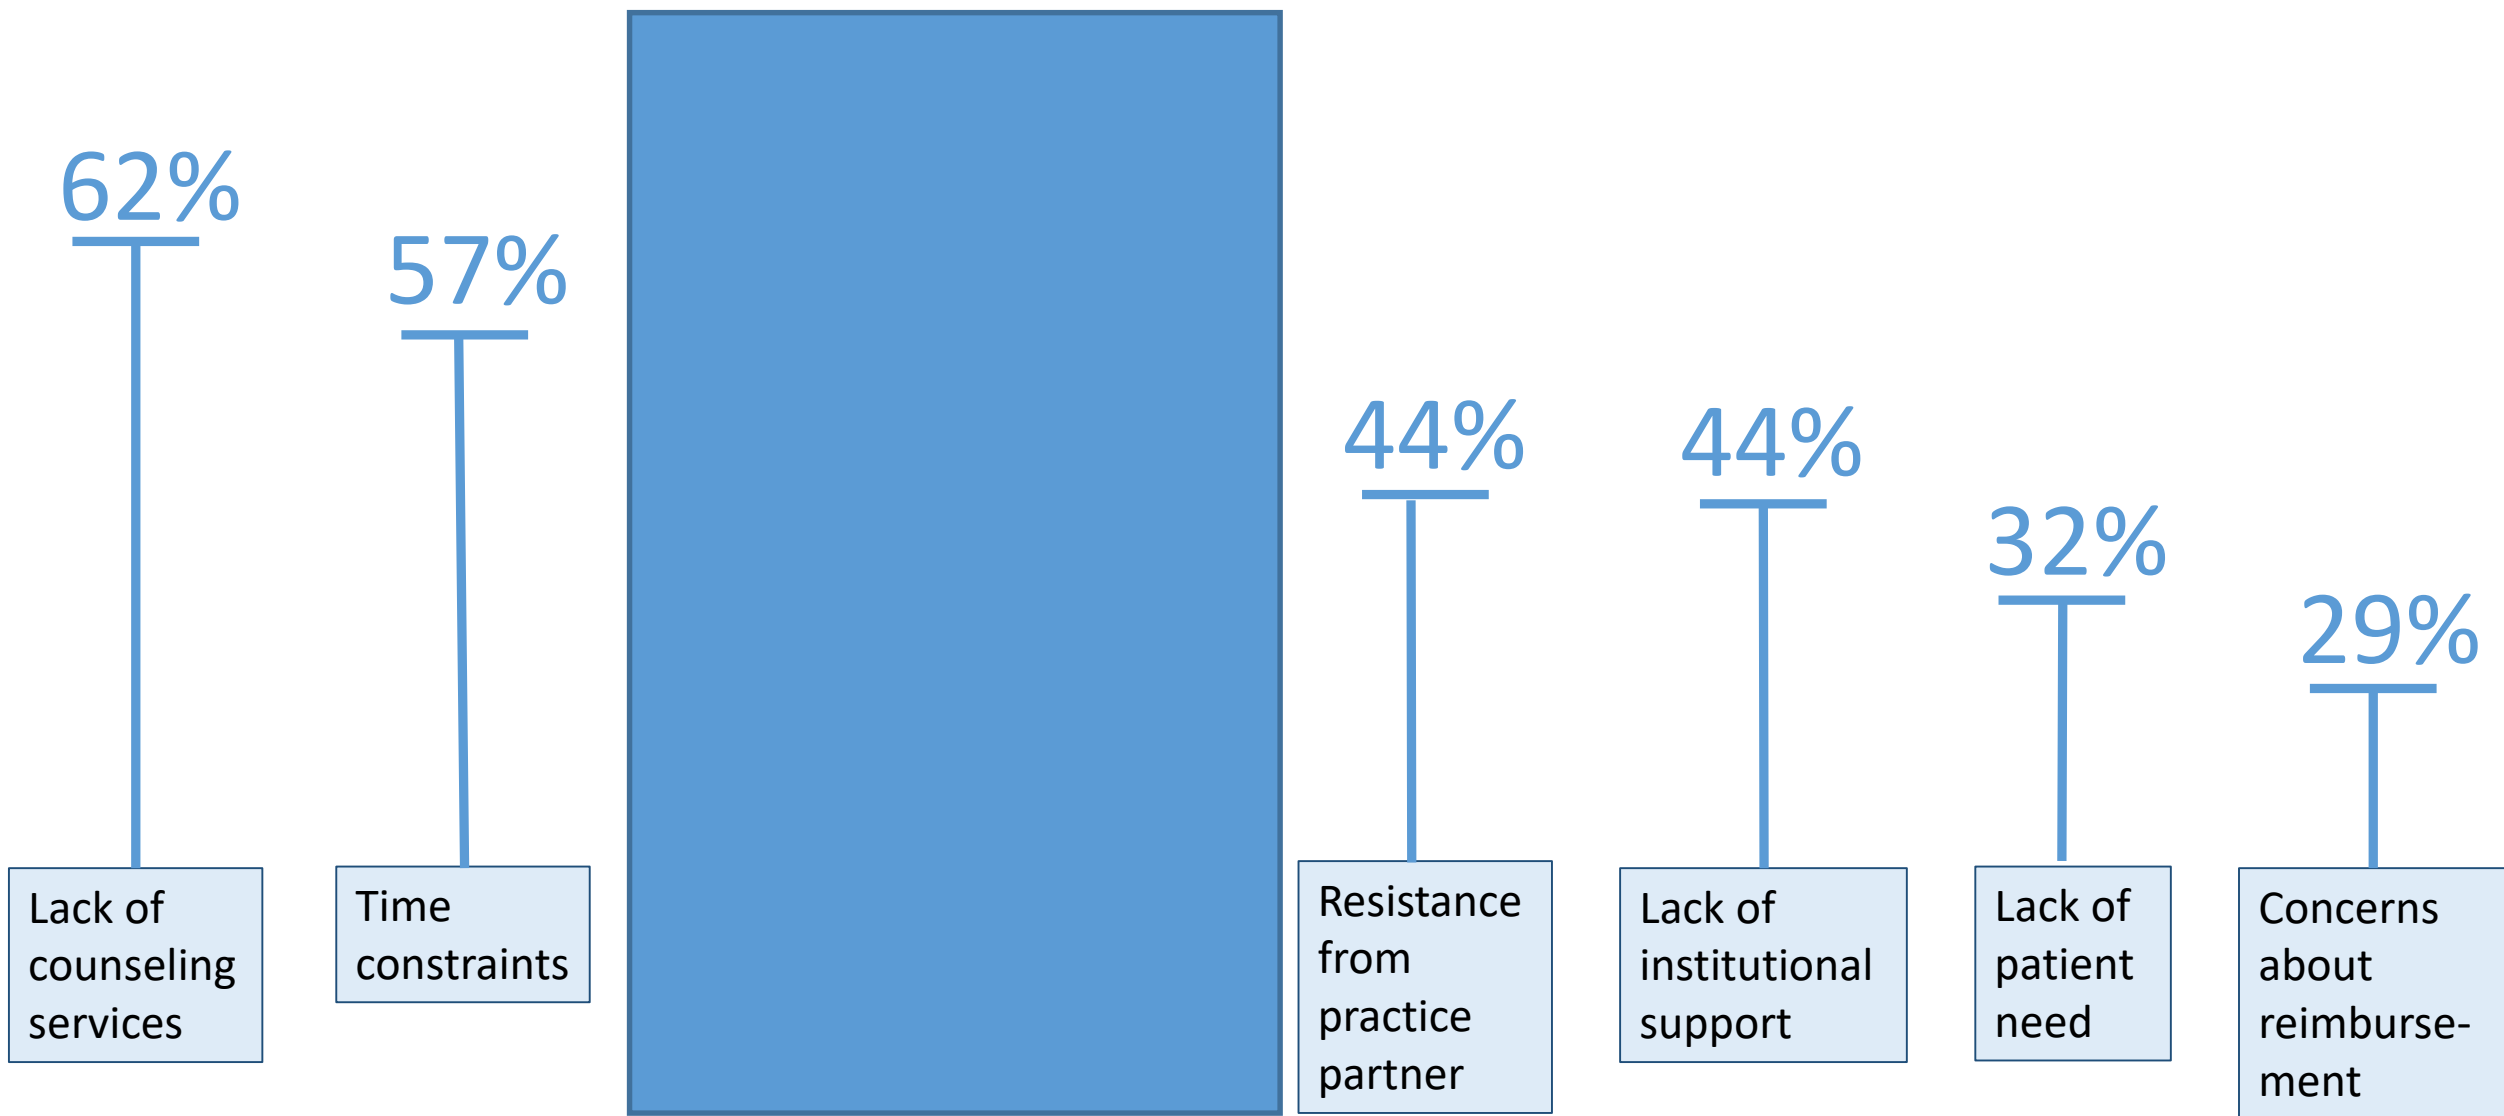 62%
Lack of
counseling
services
57%
Time
constraints
44%
Resistance
from
practice
partner
44%
Lack of
institutional
support
32%
Lack of
patient
need
29%
Concerns
about
reimburse-
ment